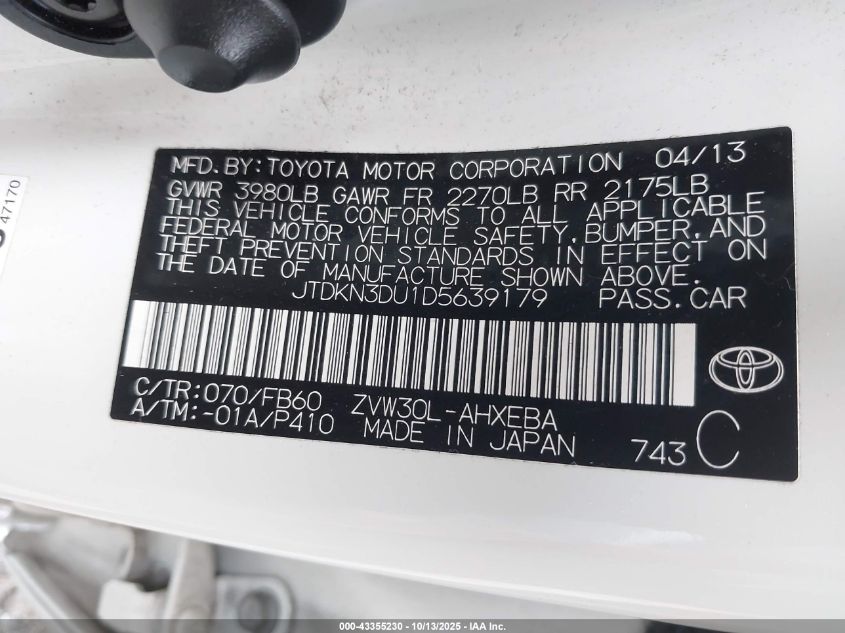 MFD. BY: TOYOTA MOTOR CORPORATION 04/13
GVWR 3980LB GAWR FR 2270LB RR 2175LB
THIS VEHICLE CONFORMS TO ALL APPLICABLE
FEDERAL MOTOR VEHICLE SAFETY, BUMPER, AND
THEFT PREVENTION STANDARDS IN EFFECT ON
THE DATE OF MANUFACTURE SHOWN ABOVE.
JTDKN3DU1D5639179 PASS. CAR
C/TR: 070/FB60 ZVW30L-AHXEBA
A/TM: -01A/P410 MADE IN JAPAN 743 C
47170
000-43355230 - 10/13/2025 - IAA Inc.